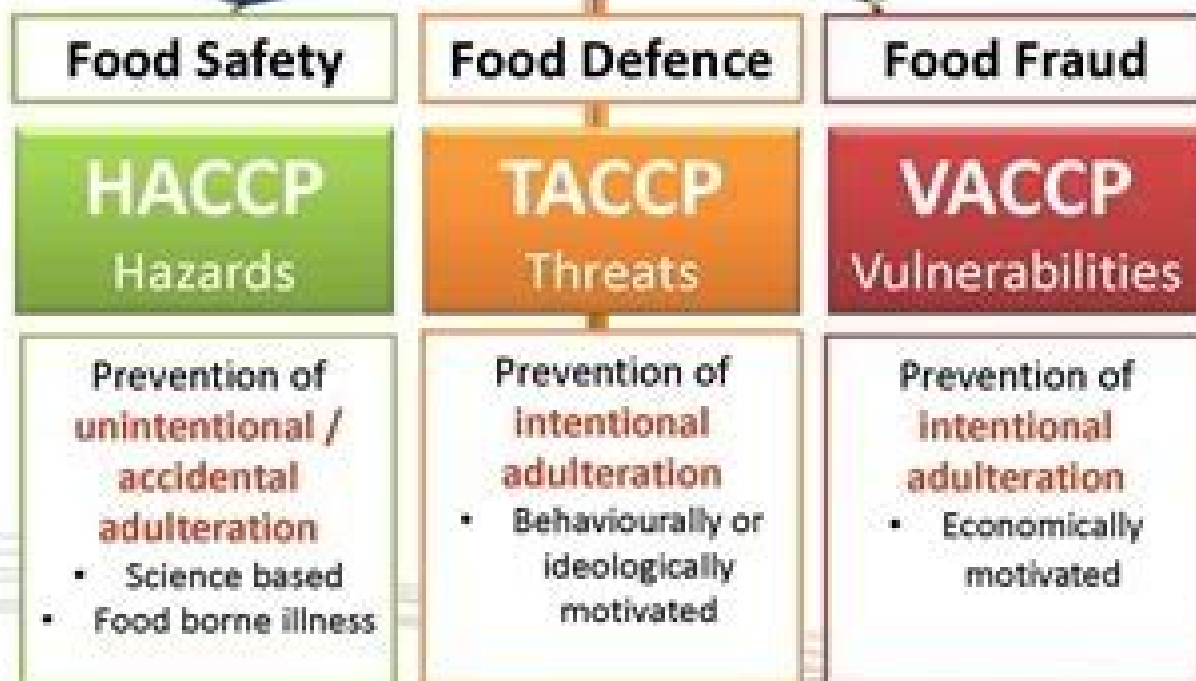 Food Safety
HACCP
Hazards
Prevention of
unintentional /
accidental
adulteration
• Science based
• Food borne illness
Food Defence
TACCP
Threats
Prevention of
intentional
adulteration
• Behaviourally or
ideologically
motivated
Food Fraud
VACCP
Vulnerabilities
Prevention of
intentional
adulteration
• Economically
motivated